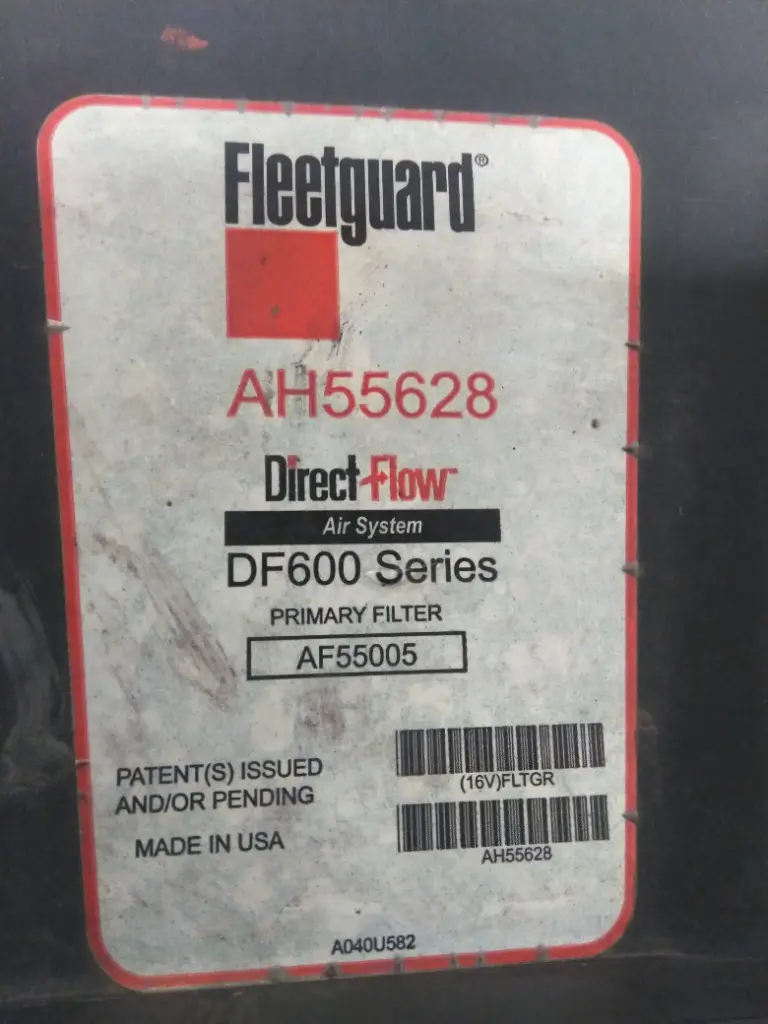 Fleetguard®
AH55628
Direct Flow™
Air System
DF600 Series
PRIMARY FILTER
AF55005
PATENT(S) ISSUED
AND/OR PENDING
MADE IN USA
(16V)FLTGR
AH55628
A040U582